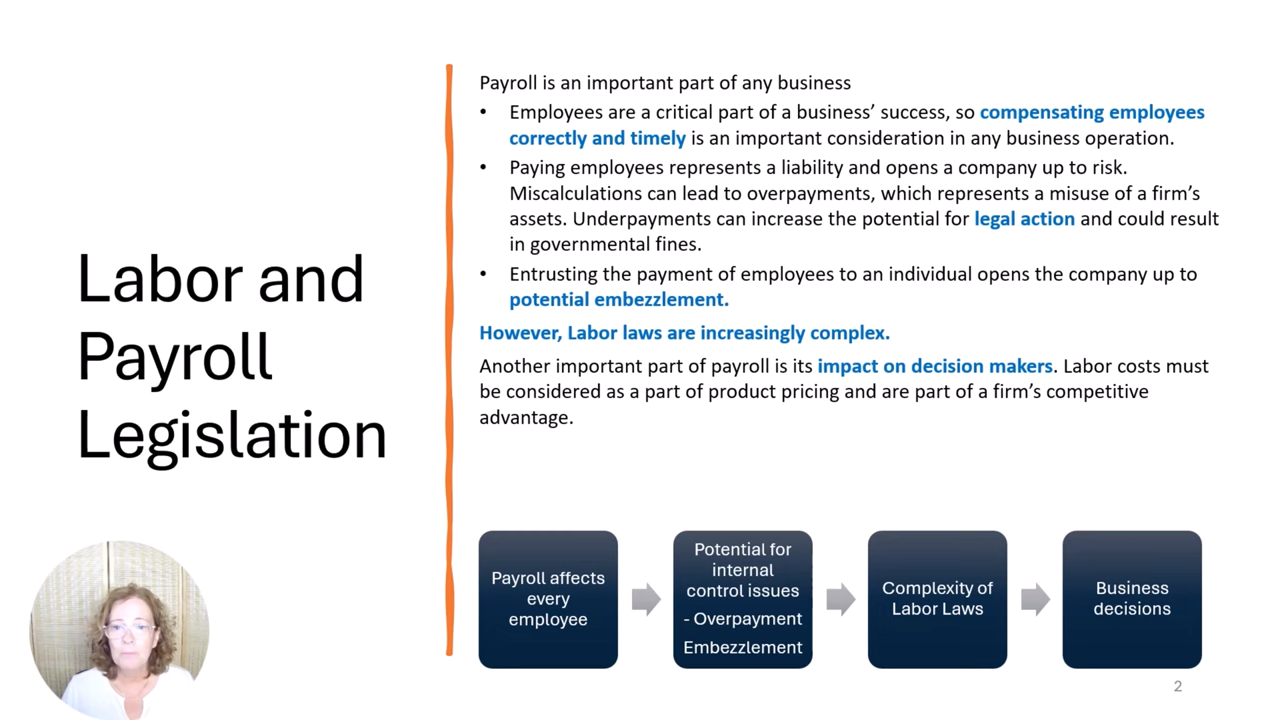 Labor and
Payroll
Legislation
Payroll is an important part of any business
• Employees are a critical part of a business’ success, so compensating employees
correctly and timely is an important consideration in any business operation.
• Paying employees represents a liability and opens a company up to risk.
Miscalculations can lead to overpayments, which represents a misuse of a firm’s
assets. Underpayments can increase the potential for legal action and could result
in governmental fines.
• Entrusting the payment of employees to an individual opens the company up to
potential embezzlement.
However, Labor laws are increasingly complex.
Another important part of payroll is its impact on decision makers. Labor costs must
be considered as a part of product pricing and are part of a firm’s competitive
advantage.
Payroll affects
every
employee
Potential for
internal
control issues
- Overpayment
Embezzlement
Complexity of
Labor Laws
Business
decisions
2